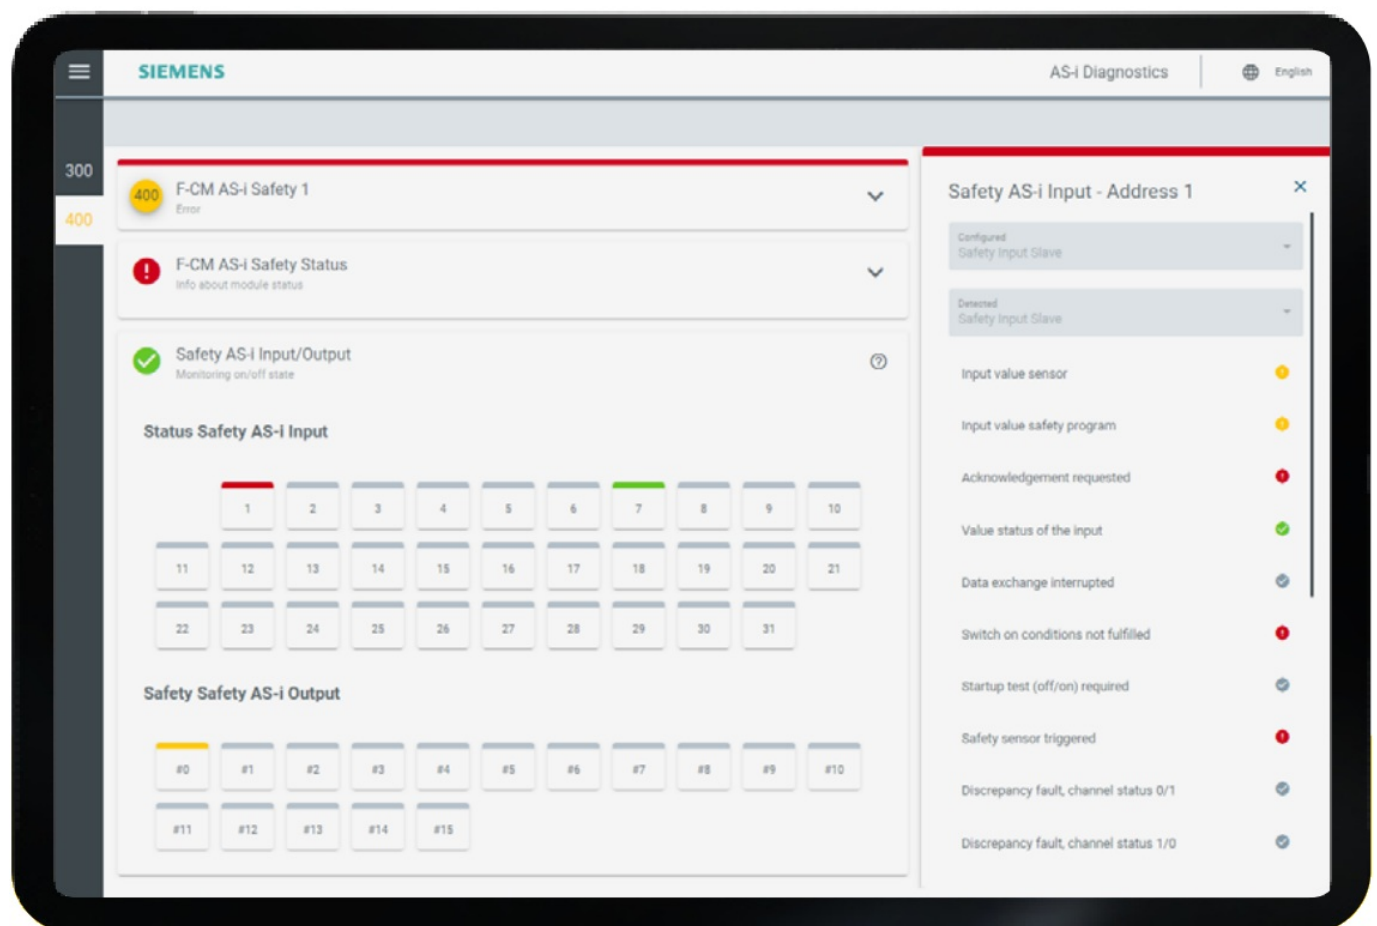 SIEMENS
AS-i Diagnostics
English
300
400
400
F-CM AS-i Safety 1
Error
F-CM AS-i Safety Status
Info about module status
Safety AS-i Input/Output
Monitoring on/off state
Status Safety AS-i Input
1 2 3 4 5 6 7 8 9 10
11 12 13 14 15 16 17 18 19 20 21
22 23 24 25 26 27 28 29 30 31
Safety Safety AS-i Output
#0 #1 #2 #3 #4 #5 #6 #7 #8 #9 #10
#11 #12 #13 #14 #15
Safety AS-i Input - Address 1
Configured
Safety Input Slave
Detected
Safety Input Slave
Input value sensor
Input value safety program
Acknowledgement requested
Value status of the input
Data exchange interrupted
Switch on conditions not fulfilled
Startup test (off/on) required
Safety sensor triggered
Discrepancy fault, channel status 0/1
Discrepancy fault, channel status 1/0